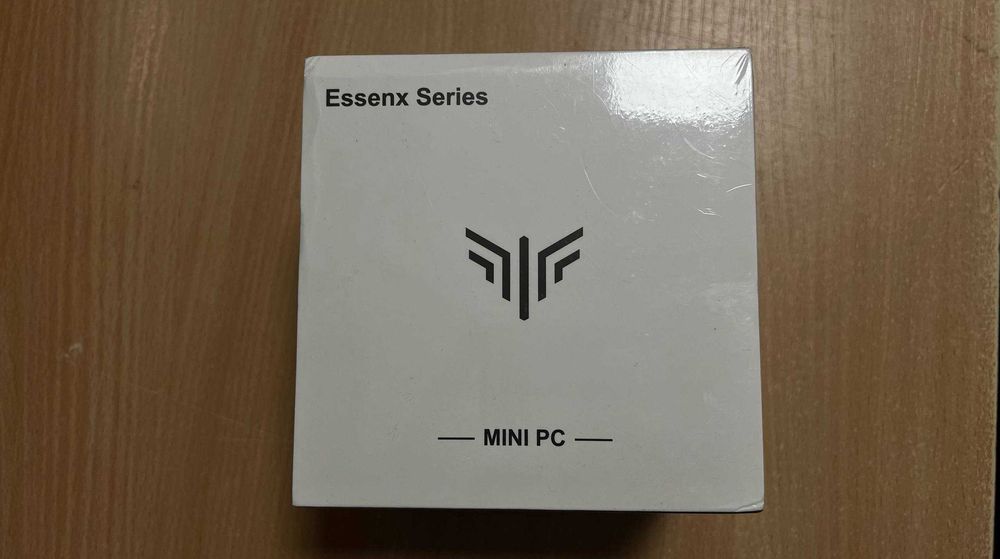 Essenx Series
MINI PC